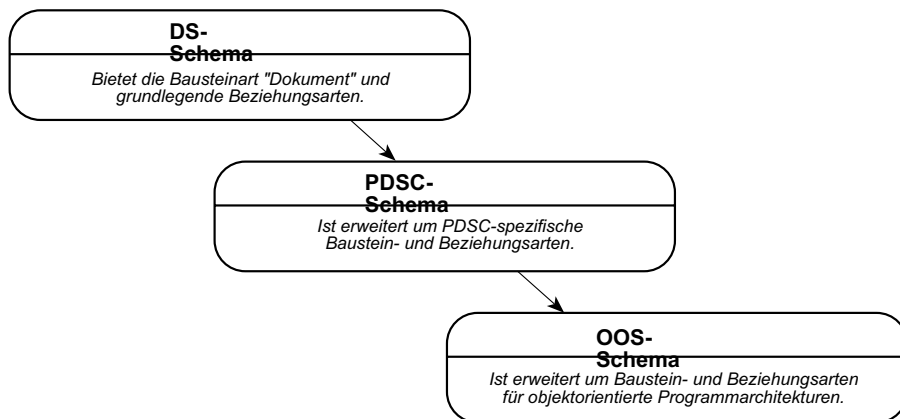 DS-
Schema
Bietet die Bausteinart "Dokument" und
grundlegende Beziehungsarten.
PDSC-
Schema
Ist erweitert um PDSC-spezifische
Baustein- und Beziehungsarten.
OOS-
Schema
Ist erweitert um Baustein- und Beziehungsarten
für objektorientierte Programmarchitekturen.